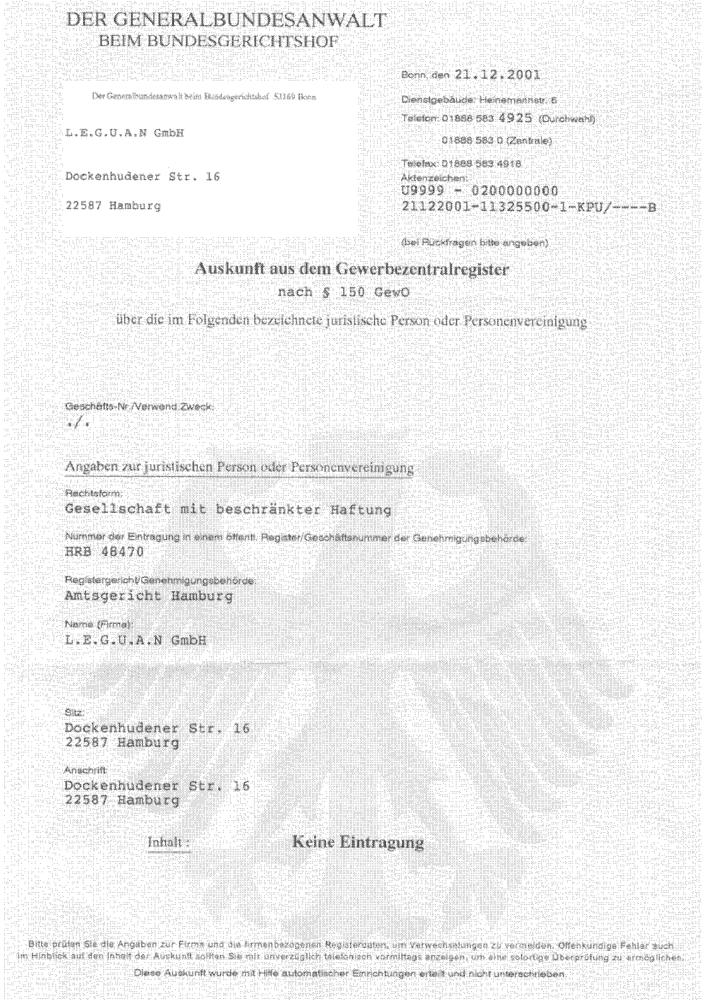 DER GENERALBUNDESANWALT
BEIM BUNDESGERICHTSHOF
Bonn, den 21.12.2001
Der Generalbundesanwalt beim Bundesgerichtshof 53169 Bonn
Dienstgebäude: Heinemannstr. 6
Telefon: 01888 583 4925 (Durchwahl)
L.E.G.U.A.N GmbH
01888 583 0 (Zentrale)
Telefax: 01888 583 4918
Dockenhudener Str. 16
Aktenzeichen:
U9999 - 0200000000
22587 Hamburg
21122001-11325500-1-KPU/----B
(bei Rückfragen bitte angeben)
Auskunft aus dem Gewerbezentralregister
nach § 150 GewO
über die im Folgenden bezeichnete juristische Person oder Personenvereinigung
Geschäfts-Nr./Verwend.Zweck:
./.
Angaben zur juristischen Person oder Personenvereinigung
Rechtsform:
Gesellschaft mit beschränkter Haftung
Nummer der Eintragung in einem öffentl. Register/Geschäftsnummer der Genehmigungsbehörde:
HRB 48470
Registergericht/Genehmigungsbehörde:
Amtsgericht Hamburg
Name (Firma):
L.E.G.U.A.N GmbH
Sitz:
Dockenhudener Str. 16
22587 Hamburg
Anschrift:
Dockenhudener Str. 16
22587 Hamburg
Inhalt : Keine Eintragung
Bitte prüfen Sie die Angaben zur Firma und die firmenbezogenen Registerdaten, um Verwechselungen zu vermeiden. Offenkundige Fehler auch
im Hinblick auf den Inhalt der Auskunft sollten Sie mir unverzüglich telefonisch vormittags anzeigen, um eine sofortige Überprüfung zu ermöglichen.
Diese Auskunft wurde mit Hilfe automatischer Einrichtungen erteilt und nicht unterschrieben.